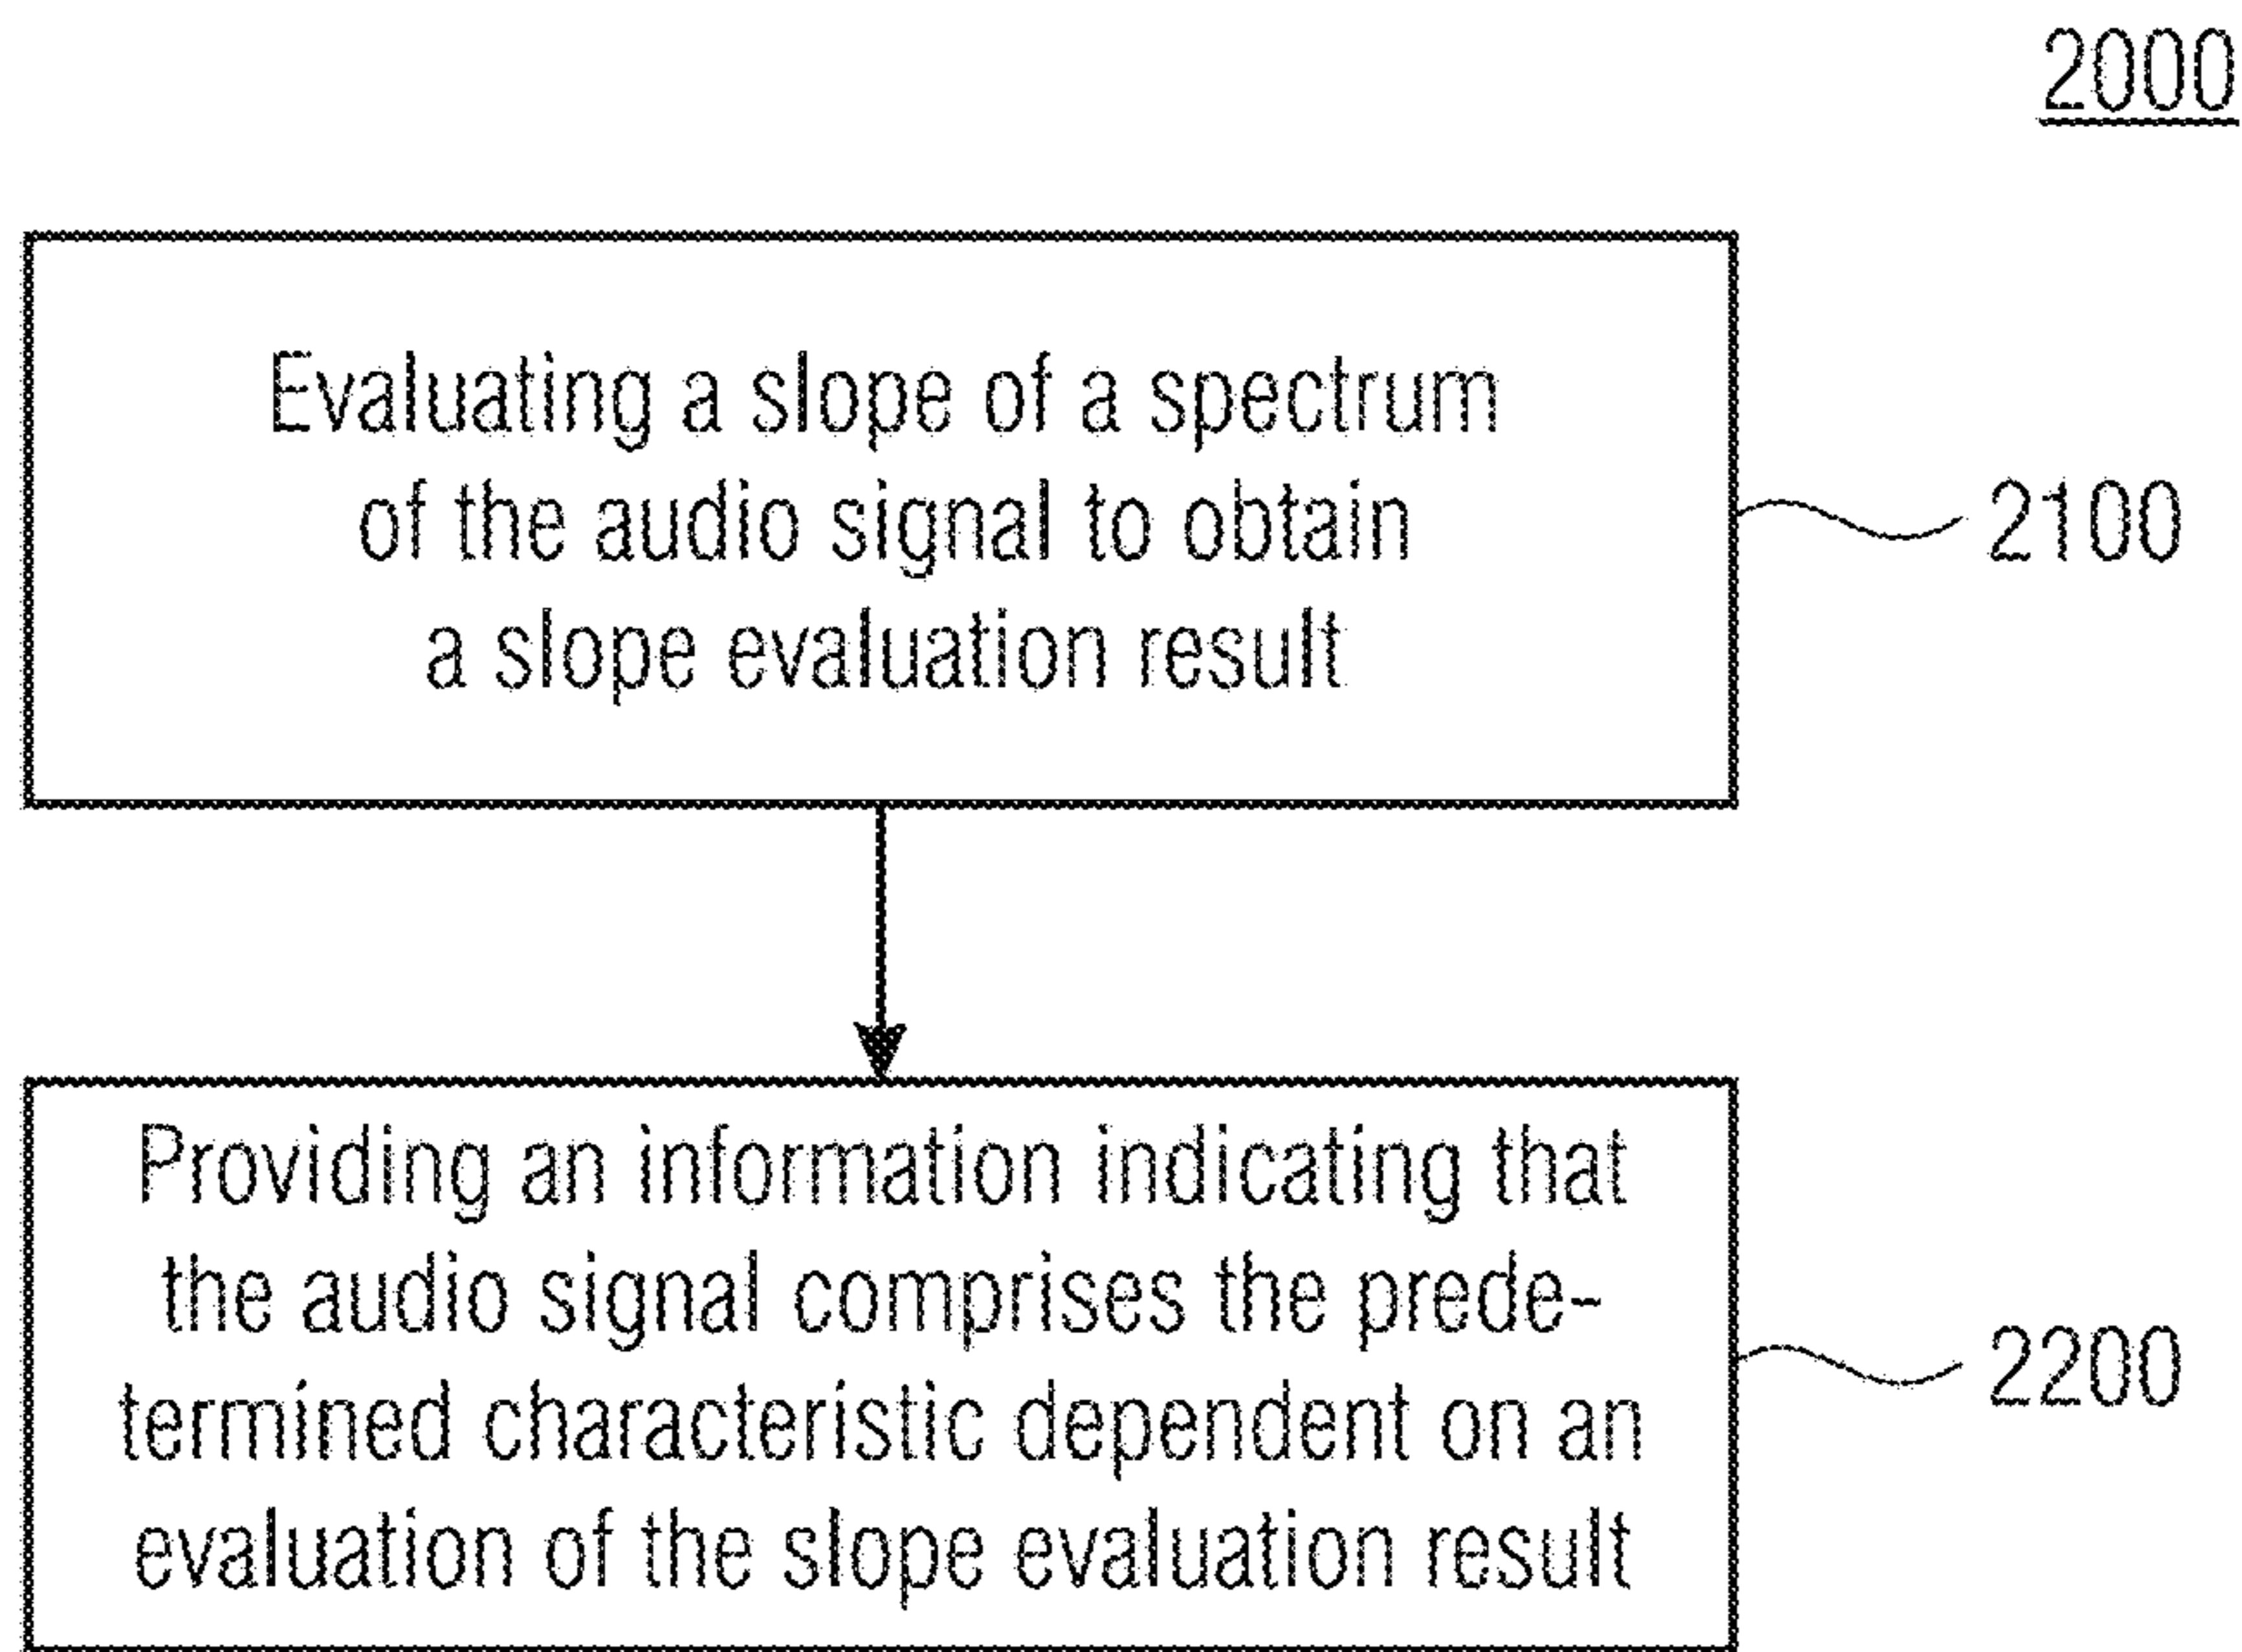 2000
Evaluating a slope of a spectrum
of the audio signal to obtain
a slope evaluation result
2100
Providing an information indicating that
the audio signal comprises the prede-
termined characteristic dependent on an
evaluation of the slope evaluation result
2200